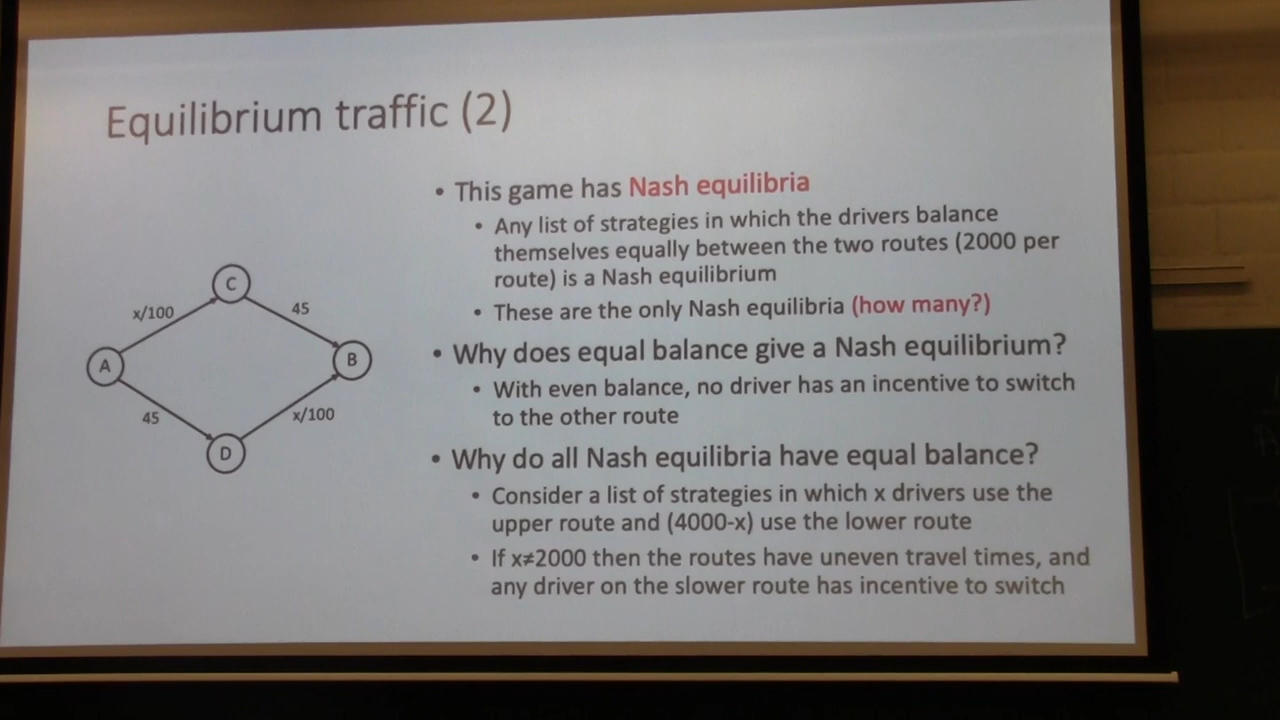 Equilibrium traffic (2)
• This game has Nash equilibria
• Any list of strategies in which the drivers balance
themselves equally between the two routes (2000 per
route) is a Nash equilibrium
• These are the only Nash equilibria (how many?)
• Why does equal balance give a Nash equilibrium?
• With even balance, no driver has an incentive to switch
to the other route
• Why do all Nash equilibria have equal balance?
• Consider a list of strategies in which x drivers use the
upper route and (4000-x) use the lower route
• If x≠2000 then the routes have uneven travel times, and
any driver on the slower route has incentive to switch
C
x/100
45
A
B
45
x/100
D